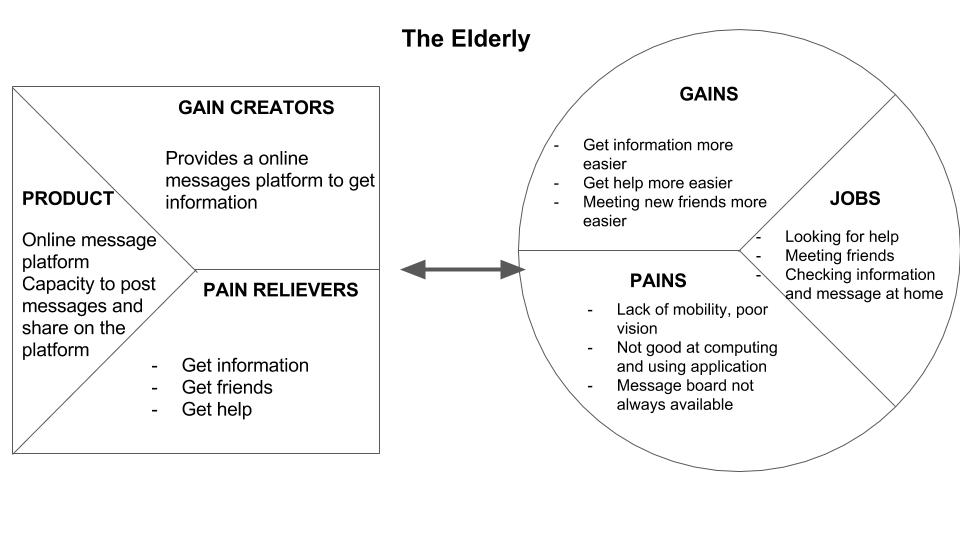 The Elderly
GAIN CREATORS
Provides a online
messages platform to get
information
PRODUCT
Online message
platform
Capacity to post
messages and
share on the
platform
PAIN RELIEVERS
- Get information
- Get friends
- Get help
GAINS
- Get information more
easier
- Get help more easier
- Meeting new friends more
easier
JOBS
- Looking for help
- Meeting friends
- Checking information
and message at home
PAINS
- Lack of mobility, poor
vision
- Not good at computing
and using application
- Message board not
always available